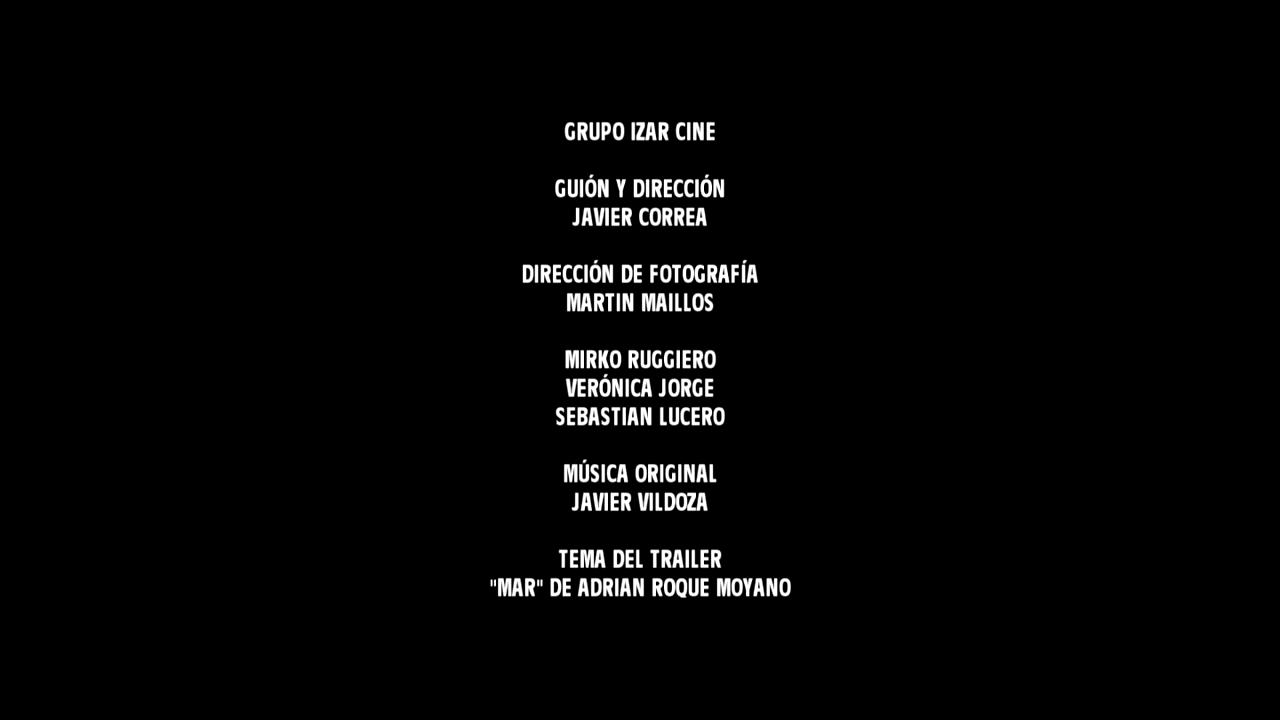 GRUPO IZAR CINE
GUIÓN Y DIRECCIÓN
JAVIER CORREA
DIRECCIÓN DE FOTOGRAFÍA
MARTIN MAILLOS
MIRKO RUGGIERO
VERÓNICA JORGE
SEBASTIAN LUCERO
MÚSICA ORIGINAL
JAVIER VILDOZA
TEMA DEL TRAILER
"MAR" DE ADRIAN ROQUE MOYANO